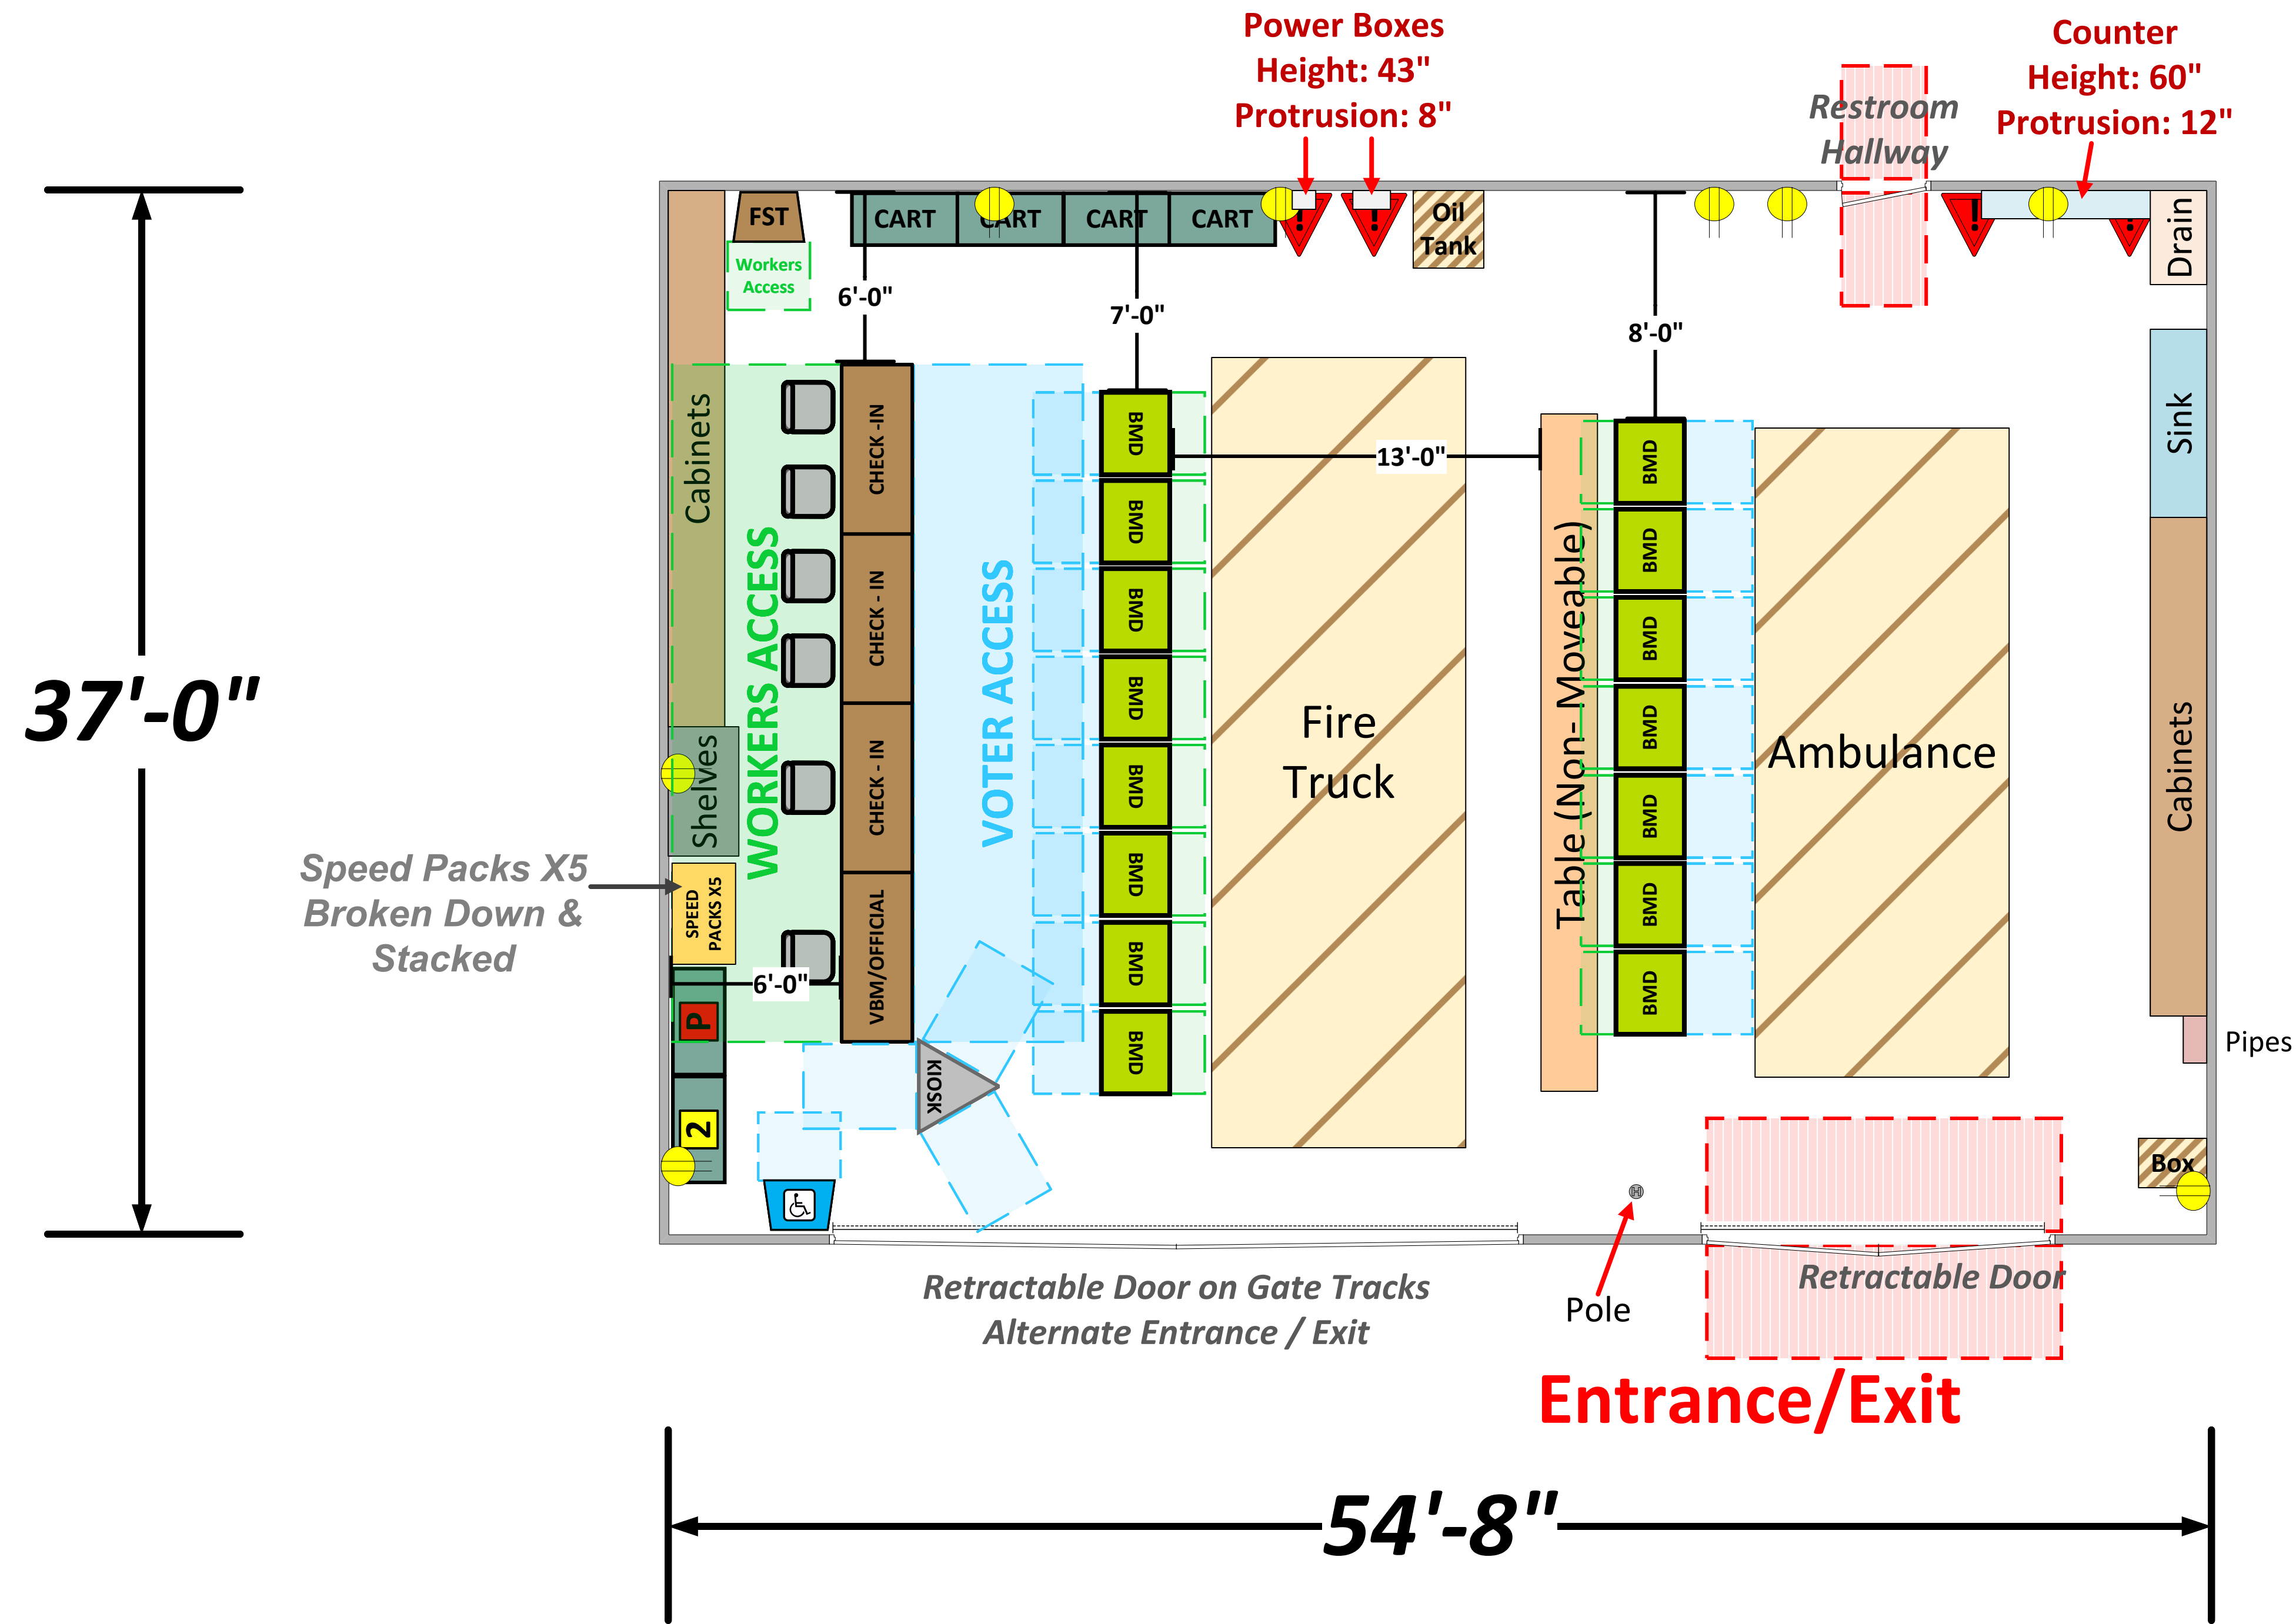 Power Boxes
Height: 43"
Protrusion: 8"
Counter
Height: 60"
Protrusion: 12"
Restroom
Hallway
FST
Workers
Access
CART
CART
CART
CART
!
!
Oil
Tank
!
!
Drain
6'-0"
7'-0"
8'-0"
13'-0"
37'-0"
Cabinets
Shelves
WORKERS ACCESS
CHECK -IN
CHECK - IN
CHECK - IN
VBM/OFFICIAL
VOTER ACCESS
BMD
BMD
BMD
BMD
BMD
BMD
BMD
BMD
Fire
Truck
Table (Non- Moveable)
BMD
BMD
BMD
BMD
BMD
BMD
BMD
Ambulance
Sink
Cabinets
Pipes
Speed Packs X5
Broken Down &
Stacked
SPEED
PACKS X5
6'-0"
P
2
KIOSK
Box
Retractable Door on Gate Tracks
Alternate Entrance / Exit
Pole
Retractable Door
Entrance/Exit
54'-8"